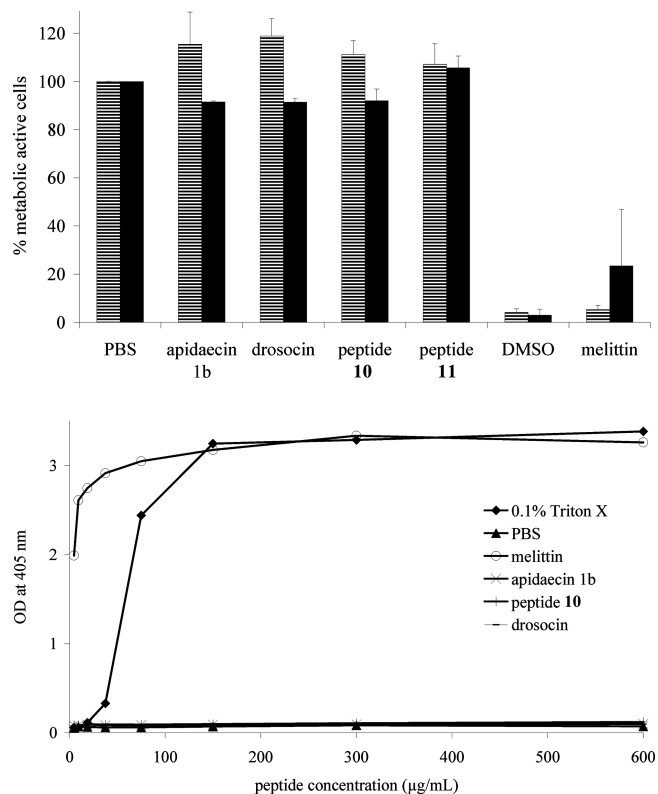 120
100
80
60
40
20
0
% metabolic active cells
PBS apidaecin drosocin peptide peptide DMSO melittin
1b 10 11
3
2
1
0
OD at 405 nm
0.1% Triton X
PBS
melittin
apidaecin 1b
peptide 10
drosocin
0 100 200 300 400 500 600
peptide concentration (µg/mL)